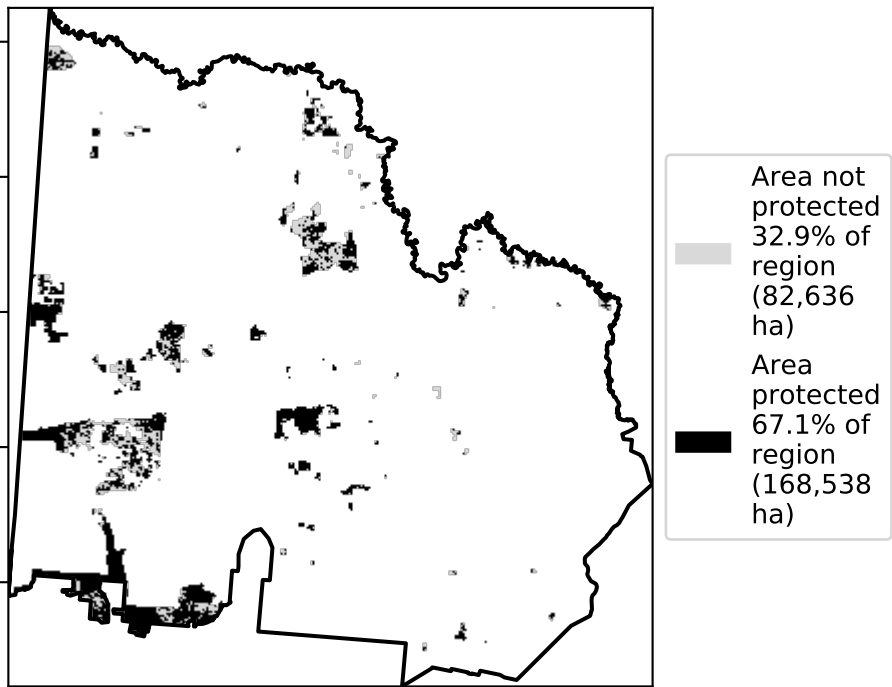 Area not
protected
32.9% of
region
(82,636
ha)
Area
protected
67.1% of
region
(168,538
ha)